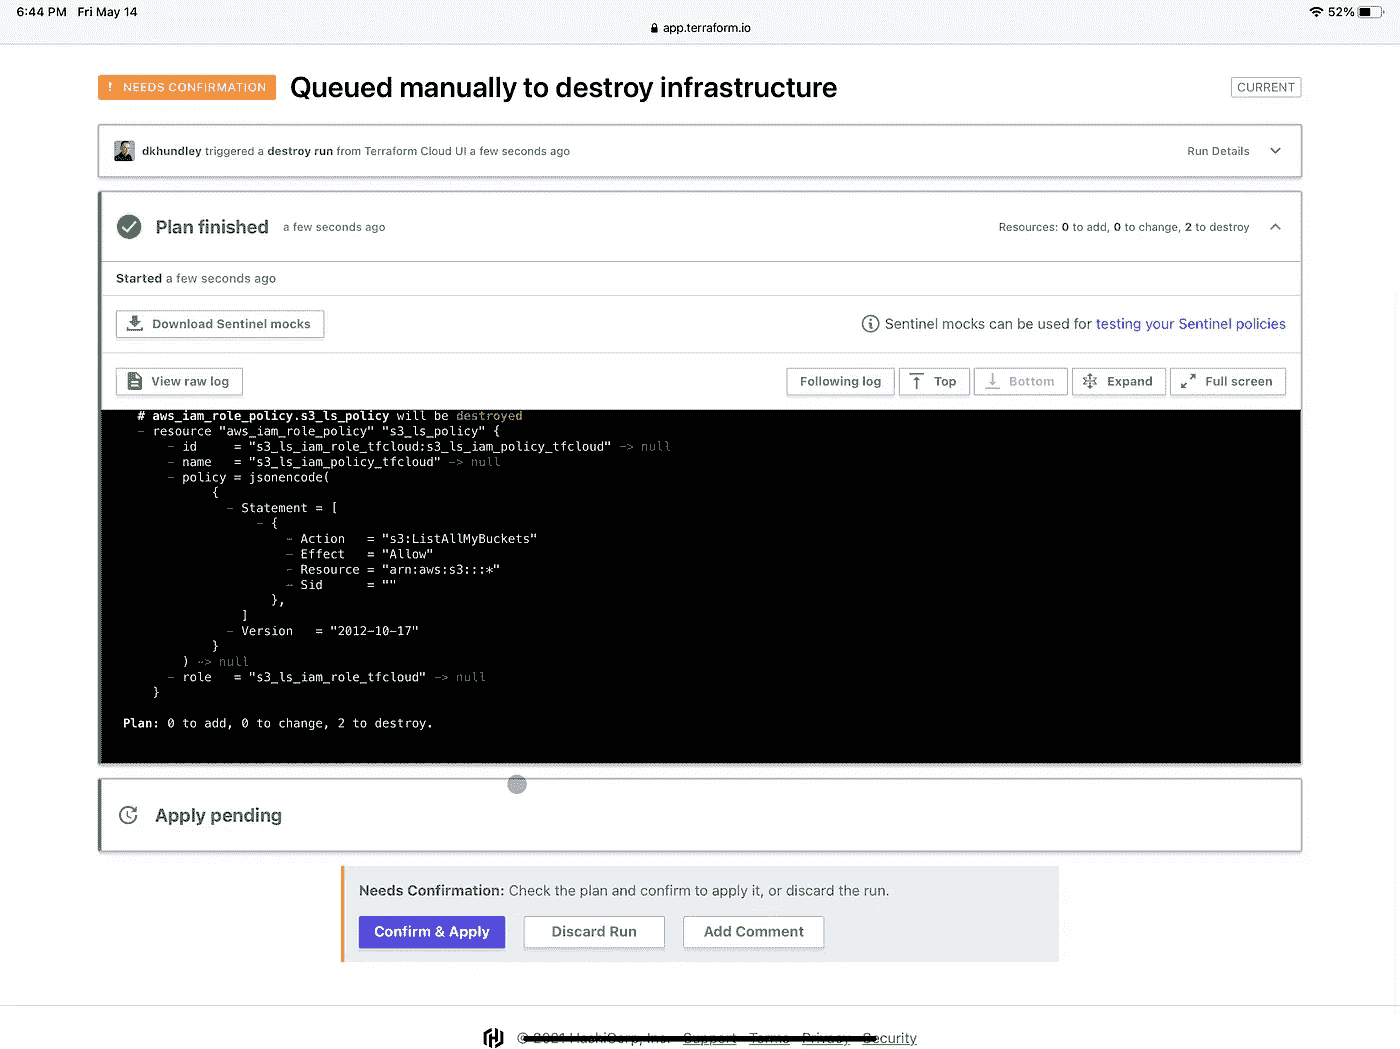 6:44 PM Fri May 14
52%
app.terraform.io
! NEEDS CONFIRMATION Queued manually to destroy infrastructure CURRENT
dkhundley triggered a destroy run from Terraform Cloud UI a few seconds ago Run Details
Plan finished a few seconds ago Resources: 0 to add, 0 to change, 2 to destroy
Started a few seconds ago
Download Sentinel mocks Sentinel mocks can be used for testing your Sentinel policies
View raw log Following log Top Bottom Expand Full screen
# aws_iam_role_policy.s3_ls_policy will be destroyed
- resource "aws_iam_role_policy" "s3_ls_policy" {
- id = "s3_ls_iam_role_tfcloud:s3_ls_iam_policy_tfcloud" -> null
- name = "s3_ls_iam_policy_tfcloud" -> null
- policy = jsonencode(
{
- Statement = [
- {
- Action = "s3:ListAllMyBuckets"
- Effect = "Allow"
- Resource = "arn:aws:s3:::*"
- Sid = ""
},
]
- Version = "2012-10-17"
}
) -> null
- role = "s3_ls_iam_role_tfcloud" -> null
}
Plan: 0 to add, 0 to change, 2 to destroy.
Apply pending
Needs Confirmation: Check the plan and confirm to apply it, or discard the run.
Confirm & Apply Discard Run Add Comment
© 2021 HashiCorp, Inc. Support Terms Privacy Security